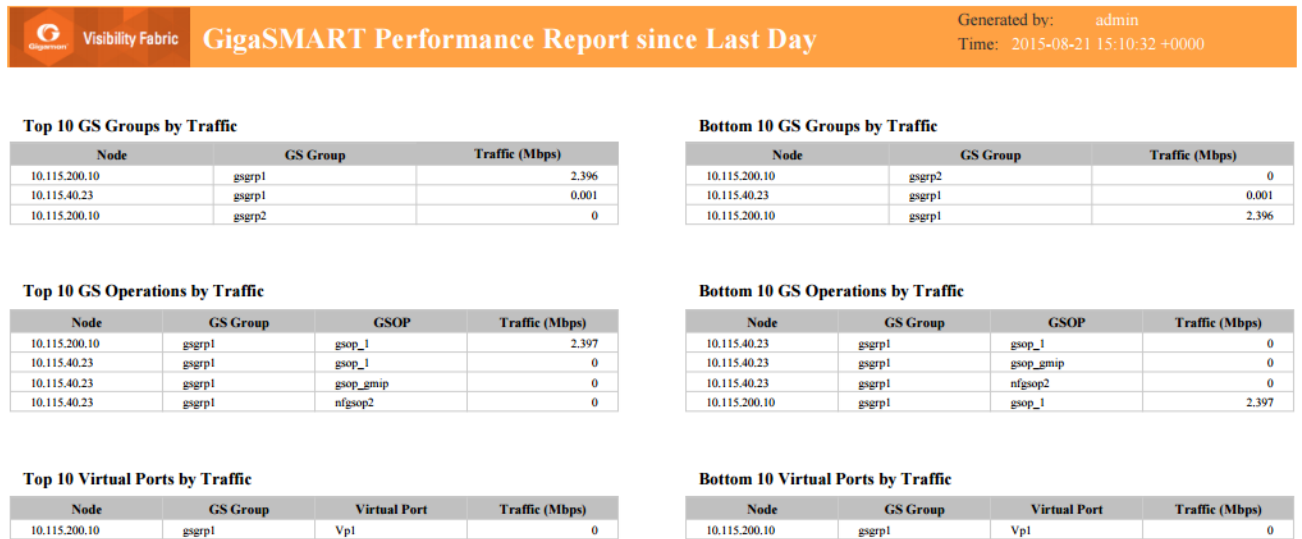 Gigamon Visibility Fabric GigaSMART Performance Report since Last Day
Generated by: admin
Time: 2015-08-21 15:10:32 +0000
Top 10 GS Groups by Traffic
Node GS Group Traffic (Mbps)
10.115.200.10 gsgrp1 2.396
10.115.40.23 gsgrp1 0.001
10.115.200.10 gsgrp2 0
Bottom 10 GS Groups by Traffic
Node GS Group Traffic (Mbps)
10.115.200.10 gsgrp2 0
10.115.40.23 gsgrp1 0.001
10.115.200.10 gsgrp1 2.396
Top 10 GS Operations by Traffic
Node GS Group GSOP Traffic (Mbps)
10.115.200.10 gsgrp1 gsop_1 2.397
10.115.40.23 gsgrp1 gsop_1 0
10.115.40.23 gsgrp1 gsop_gmip 0
10.115.40.23 gsgrp1 nfgsop2 0
Bottom 10 GS Operations by Traffic
Node GS Group GSOP Traffic (Mbps)
10.115.40.23 gsgrp1 gsop_1 0
10.115.40.23 gsgrp1 gsop_gmip 0
10.115.40.23 gsgrp1 nfgsop2 0
10.115.200.10 gsgrp1 gsop_1 2.397
Top 10 Virtual Ports by Traffic
Node GS Group Virtual Port Traffic (Mbps)
10.115.200.10 gsgrp1 Vp1 0
Bottom 10 Virtual Ports by Traffic
Node GS Group Virtual Port Traffic (Mbps)
10.115.200.10 gsgrp1 Vp1 0